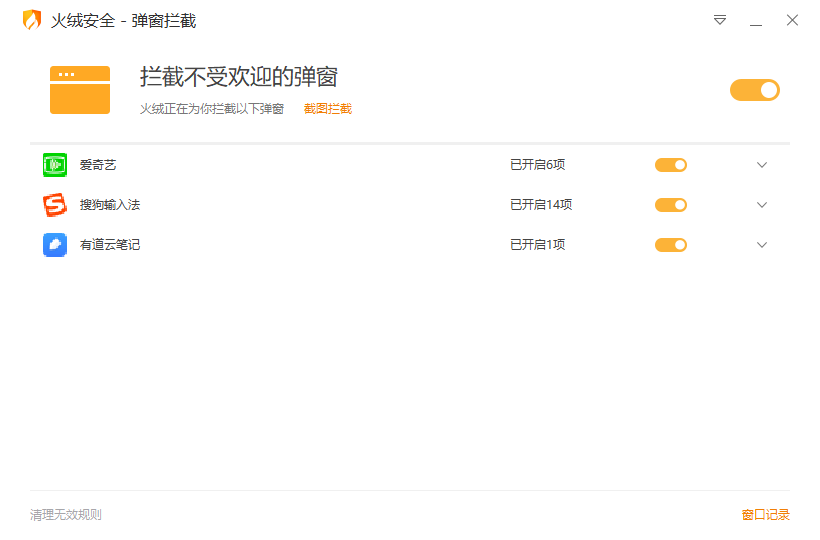 火绒安全 - 弹窗拦截
拦截不受欢迎的弹窗
火绒正在为你拦截以下弹窗 截图拦截
爱奇艺 已开启6项
搜狗输入法 已开启14项
有道云笔记 已开启1项
清理无效规则 窗口记录